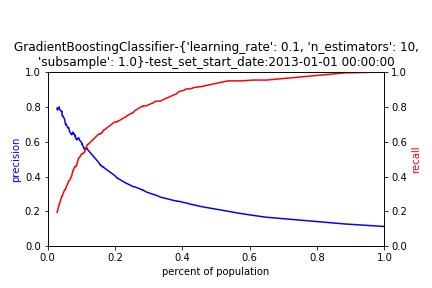 GradientBoostingClassifier-{'learning_rate': 0.1, 'n_estimators': 10,
'subsample': 1.0}-test_set_start_date:2013-01-01 00:00:00
1.0 1.0
0.8 0.8
0.6 0.6
precision recall
0.4 0.4
0.2 0.2
0.0 0.0
0.0 0.2 0.4 0.6 0.8 1.0
percent of population